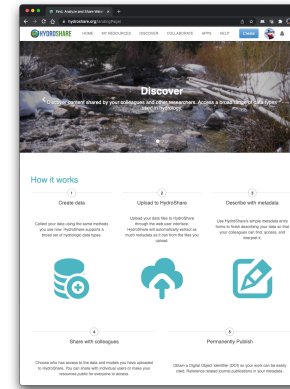 Find, Analyze and Share Water
hydroshare.org/landingPage/
HYDROSHARE HOME MY RESOURCES DISCOVER COLLABORATE APPS HELP Create
Discover
Discover content shared by your colleagues and other researchers. Access a broad range of data types
used in hydrology.
How it works
1
Create data
Collect your data using the same methods
you use now. HydroShare supports a
broad set of hydrologic data types.
2
Upload to HydroShare
Upload your data files to HydroShare
through the web user interface.
HydroShare will automatically extract as
much metadata as it can from the files you
upload.
3
Describe with metadata
Use HydroShare's simple metadata entry
forms to finish describing your data so that
your colleagues can find, access, and
interpret it.
4
Share with colleagues
Choose who has access to the data and models you have uploaded
to HydroShare. You can share with individual users or make your
resources public for everyone to access.
5
Permanently Publish
Obtain a Digital Object Identifier (DOI) so your work can be easily
cited. Reference related journal publications in your metadata.